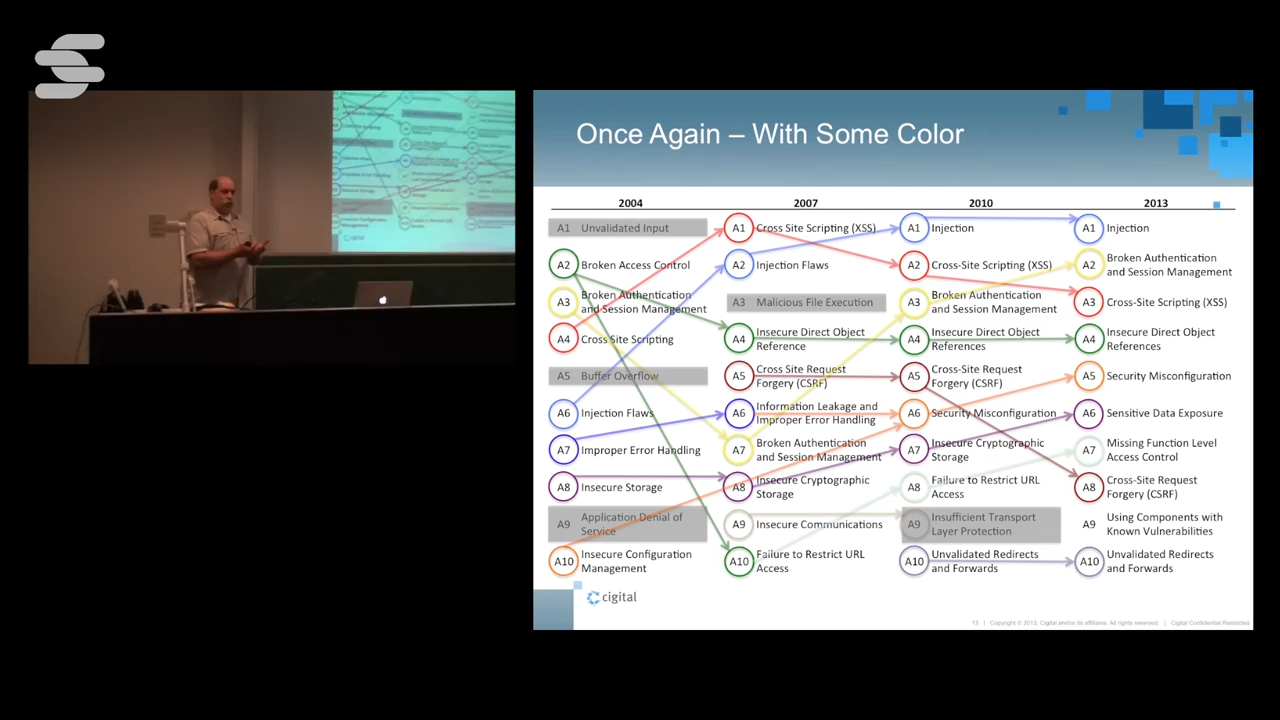 Once Again – With Some Color
2004
2007
2010
2013
A1 Unvalidated Input
A2 Broken Access Control
A3 Broken Authentication
and Session Management
A4 Cross Site Scripting
A5 Buffer Overflow
A6 Injection Flaws
A7 Improper Error Handling
A8 Insecure Storage
A9 Application Denial of
Service
A10 Insecure Configuration
Management
A1 Cross Site Scripting (XSS)
A2 Injection Flaws
A3 Malicious File Execution
A4 Insecure Direct Object
Reference
A5 Cross Site Request
Forgery (CSRF)
A6 Information Leakage and
Improper Error Handling
A7 Broken Authentication
and Session Management
A8 Insecure Cryptographic
Storage
A9 Insecure Communications
A10 Failure to Restrict URL
Access
A1 Injection
A2 Cross-Site Scripting (XSS)
A3 Broken Authentication
and Session Management
A4 Insecure Direct Object
References
A5 Cross-Site Request
Forgery (CSRF)
A6 Security Misconfiguration
A7 Insecure Cryptographic
Storage
A8 Failure to Restrict URL
Access
A9 Insufficient Transport
Layer Protection
A10 Unvalidated Redirects
and Forwards
A1 Injection
A2 Broken Authentication
and Session Management
A3 Cross-Site Scripting (XSS)
A4 Insecure Direct Object
References
A5 Security Misconfiguration
A6 Sensitive Data Exposure
A7 Missing Function Level
Access Control
A8 Cross-Site Request
Forgery (CSRF)
A9 Using Components with
Known Vulnerabilities
A10 Unvalidated Redirects
and Forwards
cigital
| Copyright © 2013, Cigital and/or its affiliates. All rights reserved. | Cigital Confidential Restricted.